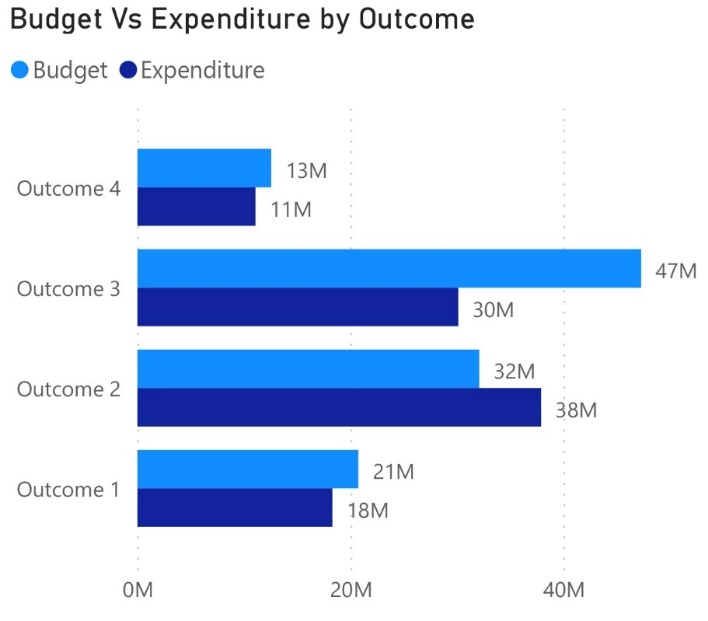 Budget Vs Expenditure by Outcome
Budget Expenditure
Outcome 4
13M
11M
Outcome 3
47M
30M
Outcome 2
32M
38M
Outcome 1
21M
18M
0M 20M 40M